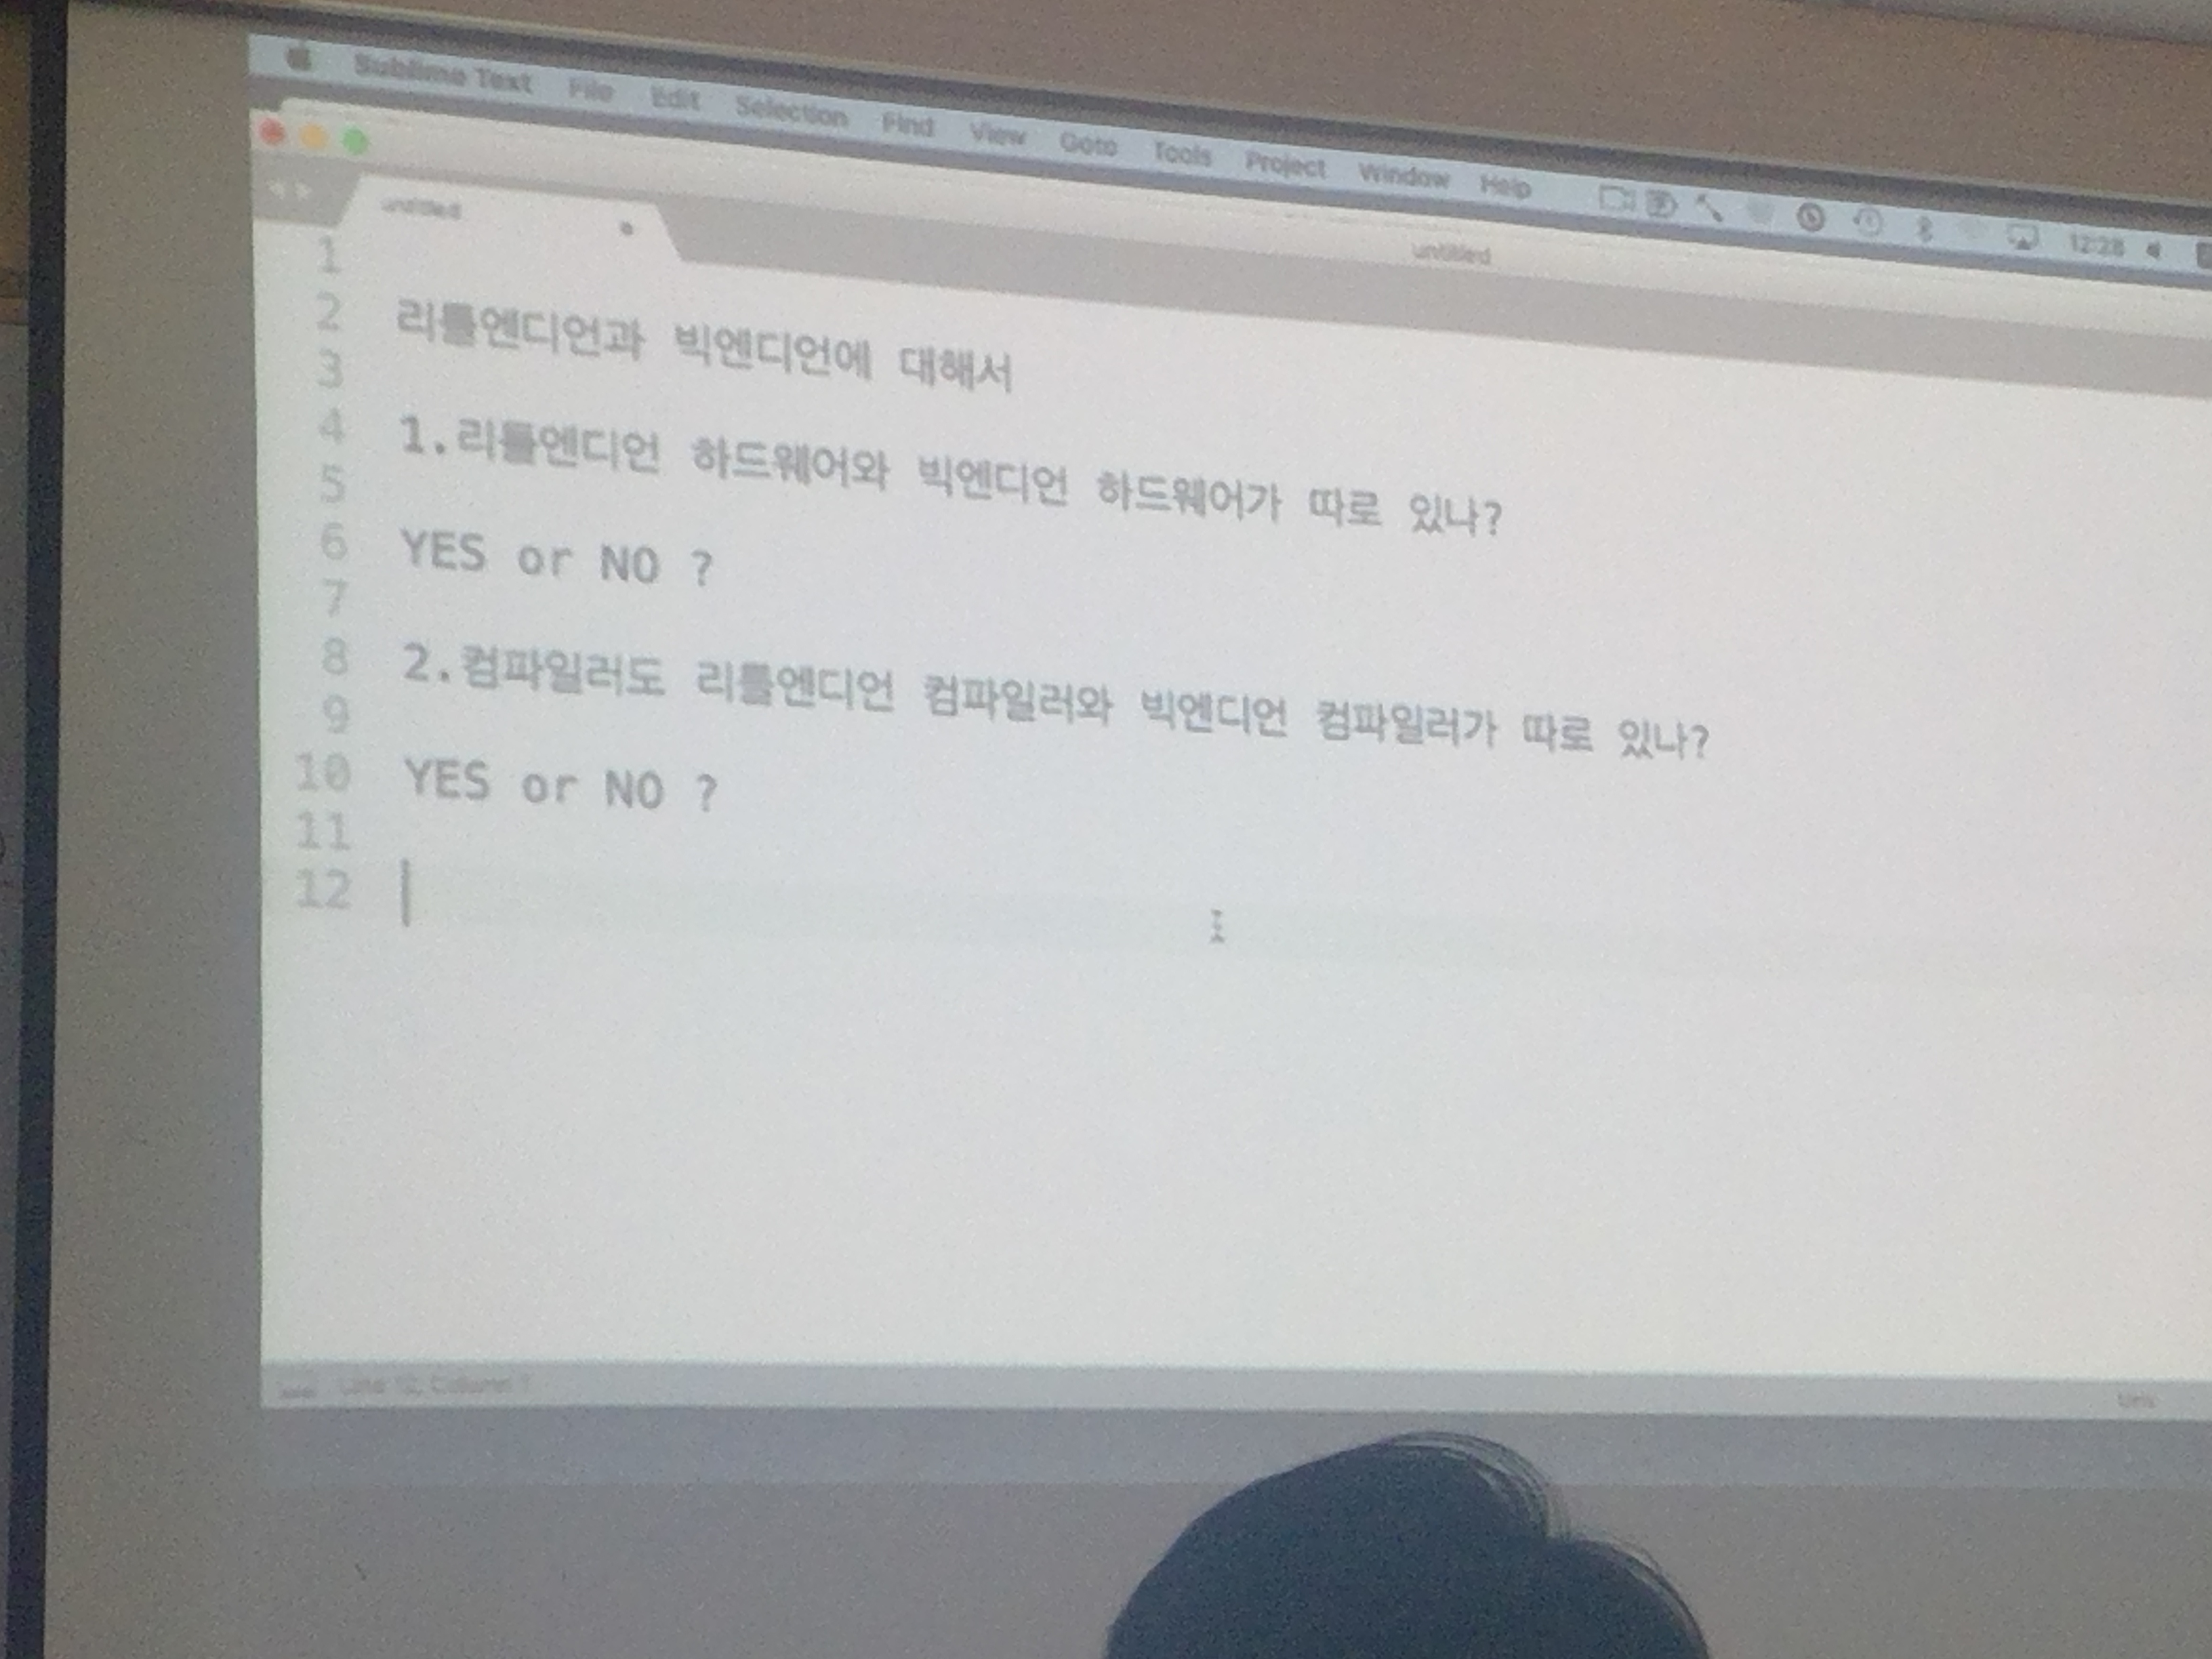 Sublime Text File Edit Selection Find View Goto Tools Project Window Help 12:28
untitled
untitled
1
2 리틀엔디언과 빅엔디언에 대해서
3
4 1.리틀엔디언 하드웨어와 빅엔디언 하드웨어가 따로 있나?
5
6 YES or NO ?
7
8 2.컴파일러도 리틀엔디언 컴파일러와 빅엔디언 컴파일러가 따로 있나?
9
10 YES or NO ?
11
12
Line 12, Column 1